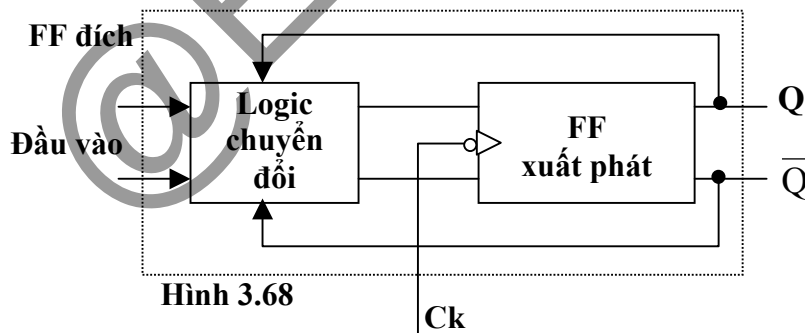 FF đích
Đầu vào
Logic
chuyển
đổi
FF
xuất phát
Q
Q̅
Hình 3.68
Ck